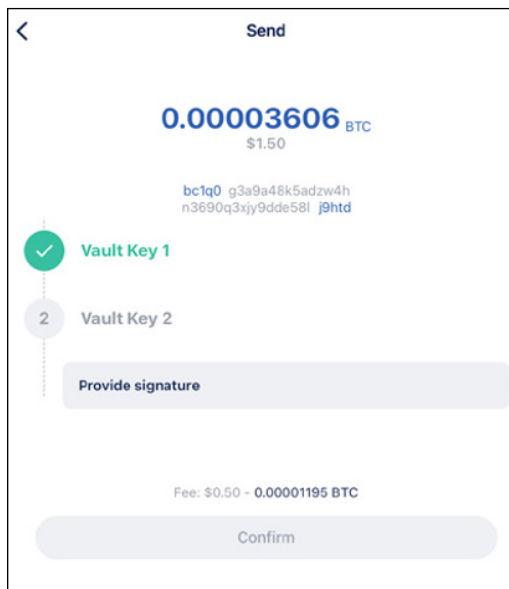 Send
0.00003606 BTC
$1.50
bc1q0 g3a9a48k5adzw4h
n3690q3xjy9dde58l j9htd
Vault Key 1
2 Vault Key 2
Provide signature
Fee: $0.50 - 0.00001195 BTC
Confirm